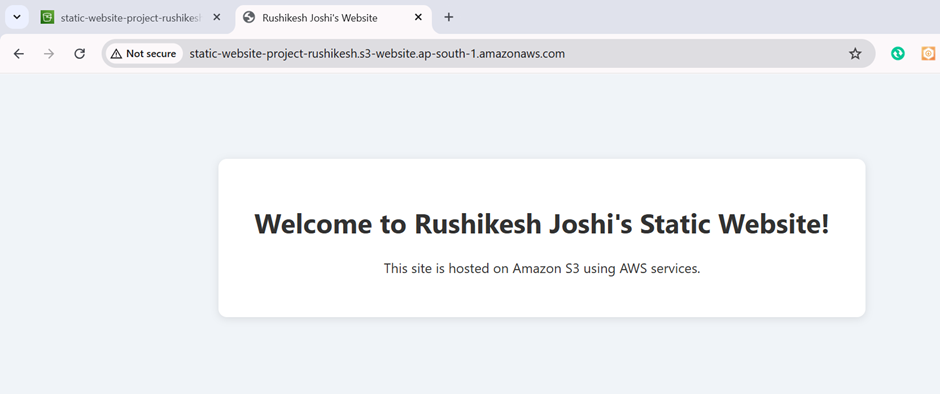 static-website-project-rushikes
Rushikesh Joshi's Website
Not secure
static-website-project-rushikesh.s3-website.ap-south-1.amazonaws.com
Welcome to Rushikesh Joshi's Static Website!
This site is hosted on Amazon S3 using AWS services.